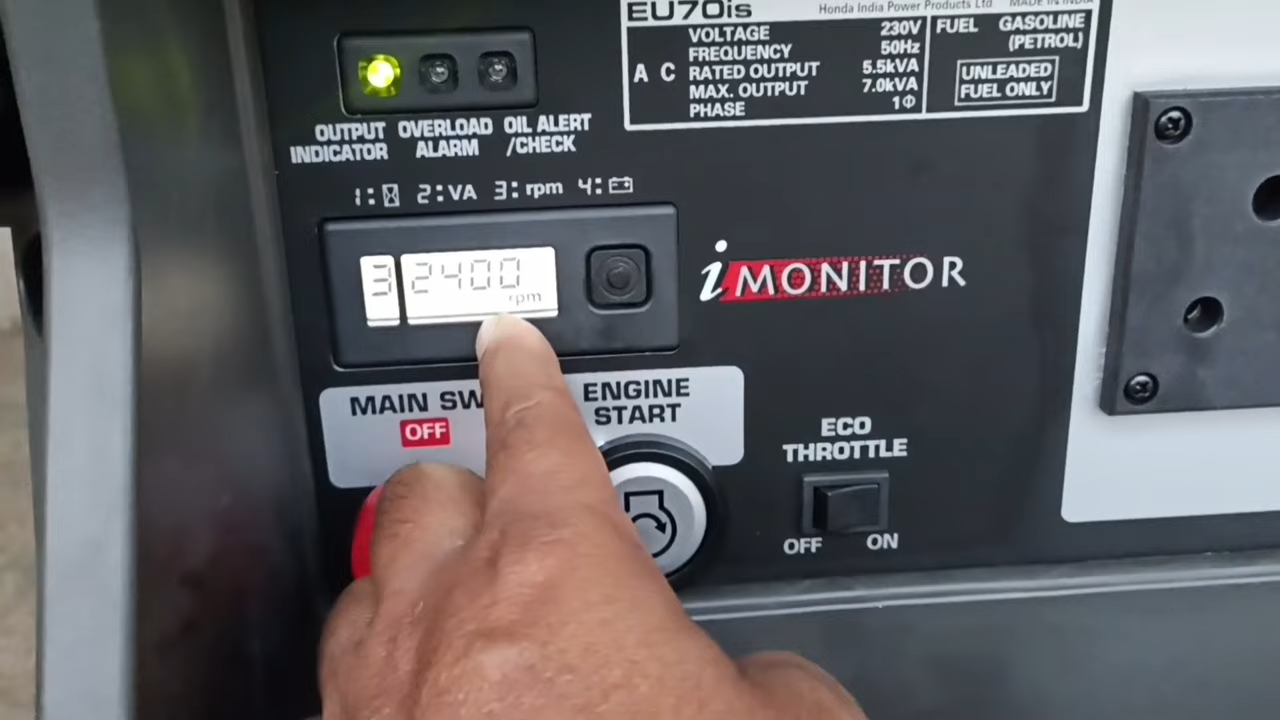 EU70is
Honda India Power Products Ltd MADE IN INDIA
AC
VOLTAGE 230V
FREQUENCY 50Hz
RATED OUTPUT 5.5kVA
MAX. OUTPUT 7.0kVA
PHASE 1Φ
FUEL GASOLINE
(PETROL)
UNLEADED
FUEL ONLY
OUTPUT
INDICATOR
OVERLOAD
ALARM
OIL ALERT
/CHECK
1: 2:VA 3:rpm 4:
3 2400
rpm
i MONITOR
MAIN SW
OFF
ENGINE
START
ECO
THROTTLE
OFF ON